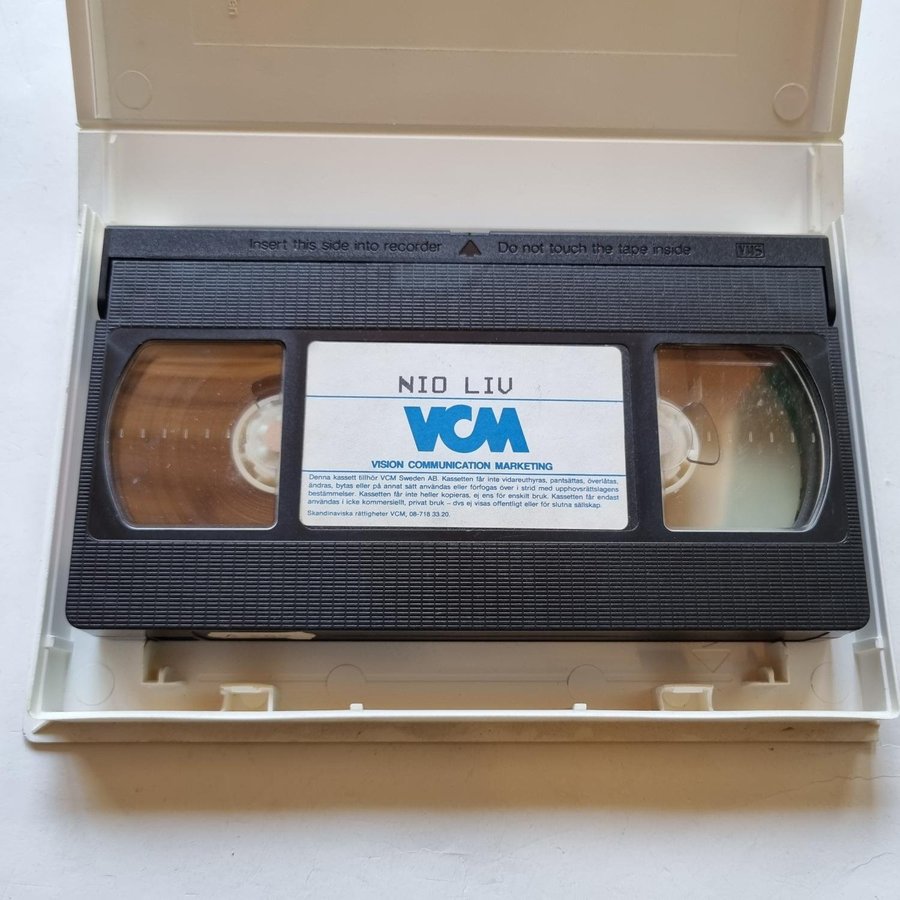 Insert this side into recorder Do not touch the tape inside VHS
NIO LIV
VCM
VISION COMMUNICATION MARKETING
Denna kassett tillhör VCM Sweden AB. Kassetten får inte vidareuthyras, pantsättas, överlåtas,
ändras, bytas eller på annat sätt användas eller förfogas över i strid med upphovsrättslagens
bestämmelser. Kassetten får inte heller kopieras, ej ens för enskilt bruk. Kassetten får endast
användas i icke kommersiellt, privat bruk – dvs ej visas offentligt eller för slutna sällskap.
Skandinaviska rättigheter VCM, 08-718 33 20.